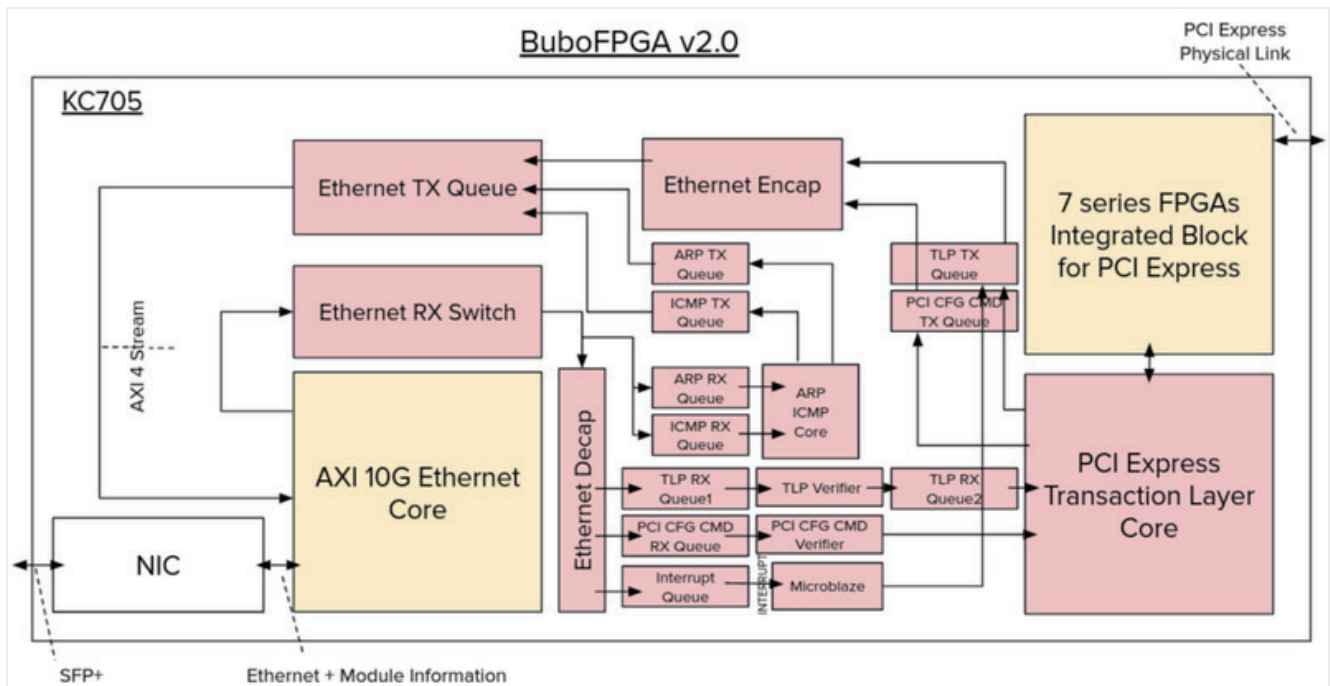 BuboFPGA v2.0
PCI Express
Physical Link
KC705
Ethernet TX Queue
Ethernet Encap
7 series FPGAs
Integrated Block
for PCI Express
ARP TX
Queue
TLP TX
Queue
ICMP TX
Queue
PCI CFG CMD
TX Queue
Ethernet RX Switch
AXI 4 Stream
ARP RX
Queue
ICMP RX
Queue
ARP
ICMP
Core
AXI 10G Ethernet
Core
Ethernet Decap
TLP RX
Queue1
TLP Verifier
TLP RX
Queue2
PCI CFG CMD
RX Queue
PCI CFG CMD
Verifier
Interrupt
Queue
INTERRUPT
Microblaze
PCI Express
Transaction Layer
Core
NIC
SFP+
Ethernet + Module Information